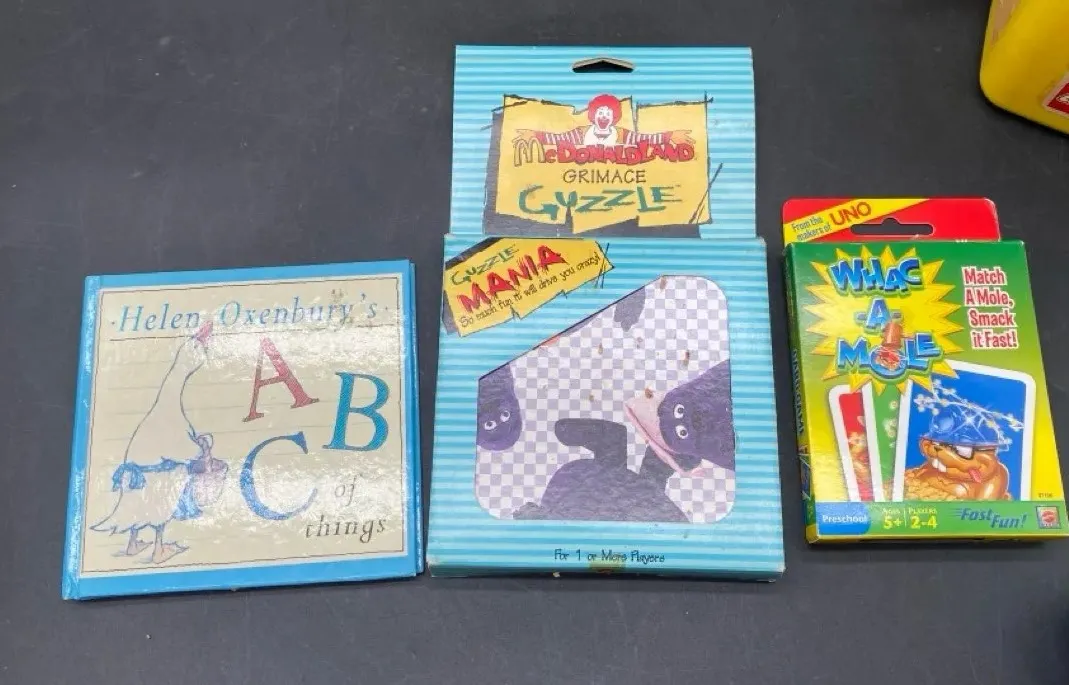 Helen Oxenbury's
A
B
C
of
things
McDONALDLAND
GRIMACE
GUZZLE™
GUZZLE
MANIA
So much fun it will drive you crazy!
For 1 or More Players
From the
makers of UNO
WHAC
-A-
MOLE
Match
A Mole,
Smack
it Fast!
Preschool
AGES
5+
PLAYERS
2-4
Fast Fun!